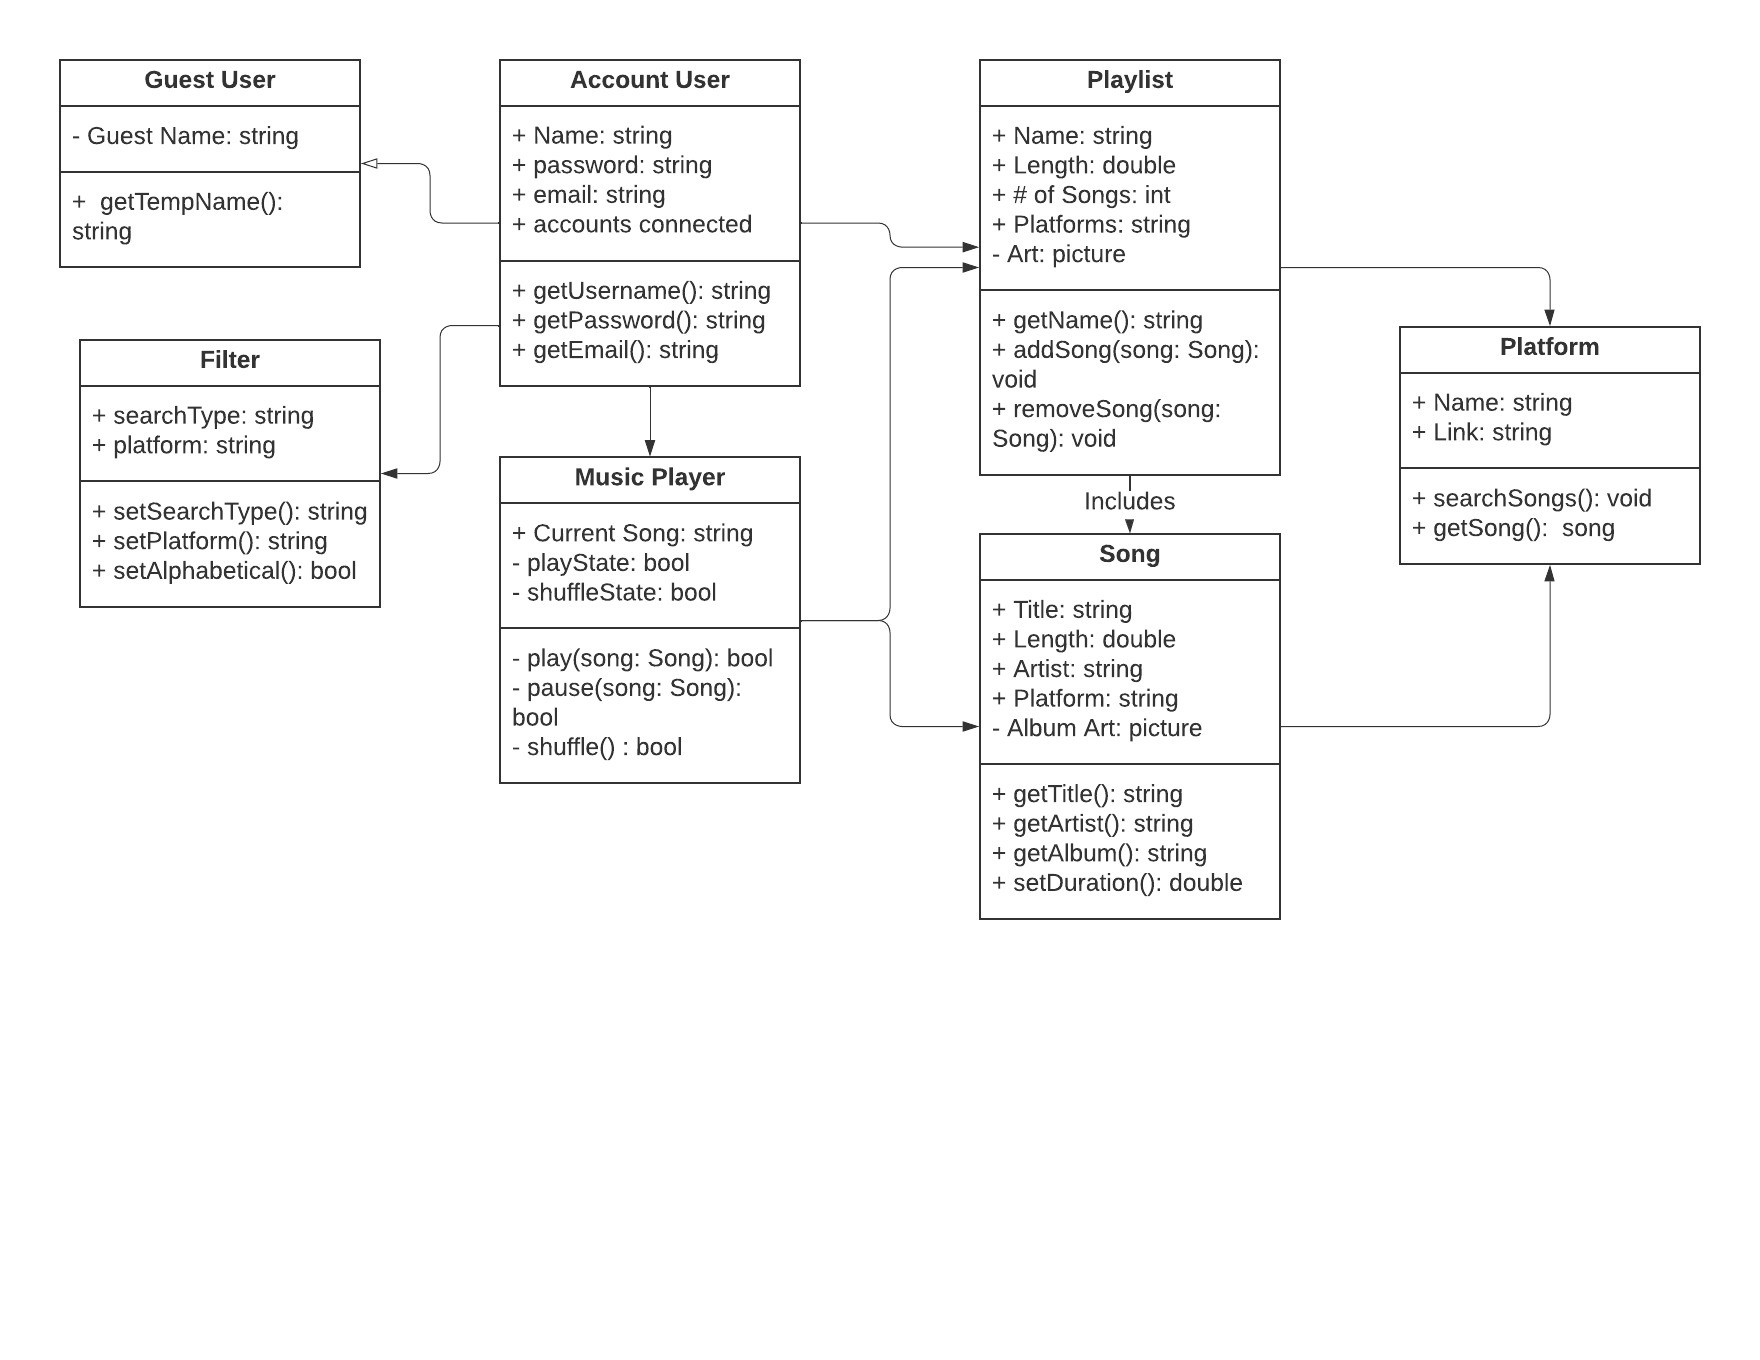 Guest User
- Guest Name: string
+  getTempName():
string
Account User
+ Name: string
+ password: string
+ email: string
+ accounts connected
+ getUsername(): string
+ getPassword(): string
+ getEmail(): string
Playlist
+ Name: string
+ Length: double
+ # of Songs: int
+ Platforms: string
- Art: picture
+ getName(): string
+ addSong(song: Song):
void
+ removeSong(song:
Song): void
Filter
+ searchType: string
+ platform: string
+ setSearchType(): string
+ setPlatform(): string
+ setAlphabetical(): bool
Music Player
+ Current Song: string
- playState: bool
- shuffleState: bool
- play(song: Song): bool
- pause(song: Song):
bool
- shuffle() : bool
Includes
Song
+ Title: string
+ Length: double
+ Artist: string
+ Platform: string
- Album Art: picture
+ getTitle(): string
+ getArtist(): string
+ getAlbum(): string
+ setDuration(): double
Platform
+ Name: string
+ Link: string
+ searchSongs(): void
+ getSong():  song